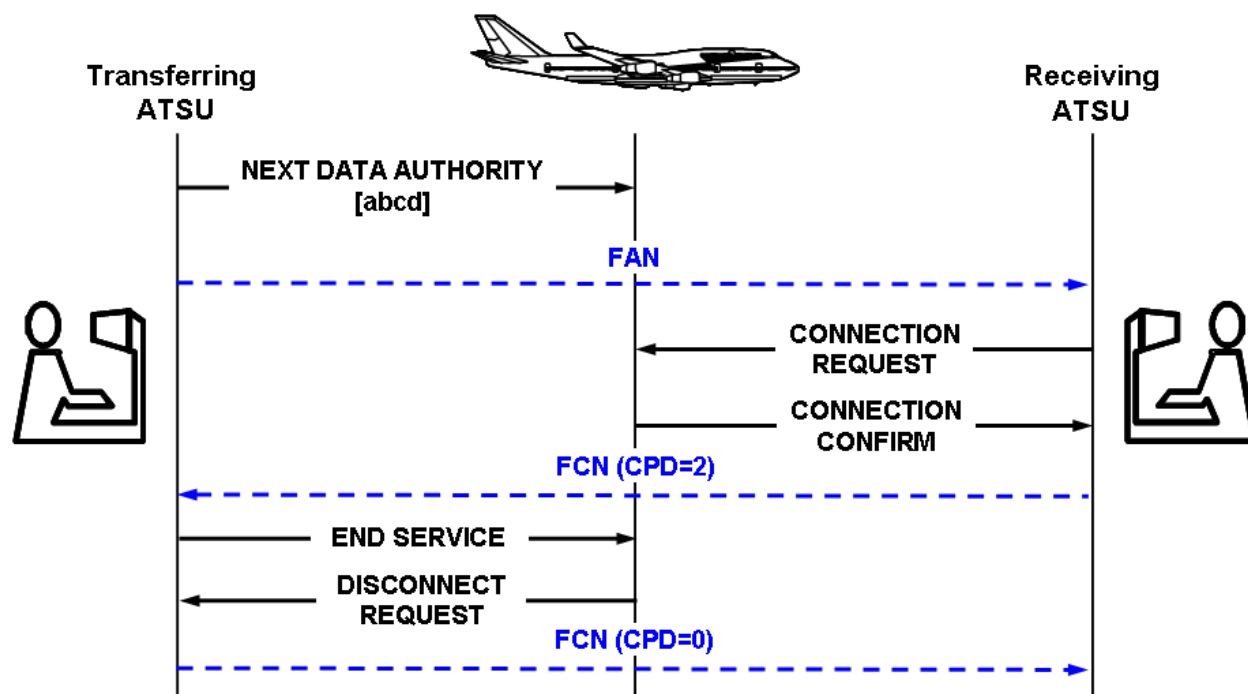 Transferring
ATSU
Receiving
ATSU
NEXT DATA AUTHORITY
[abcd]
FAN
CONNECTION
REQUEST
CONNECTION
CONFIRM
FCN (CPD=2)
END SERVICE
DISCONNECT
REQUEST
FCN (CPD=0)